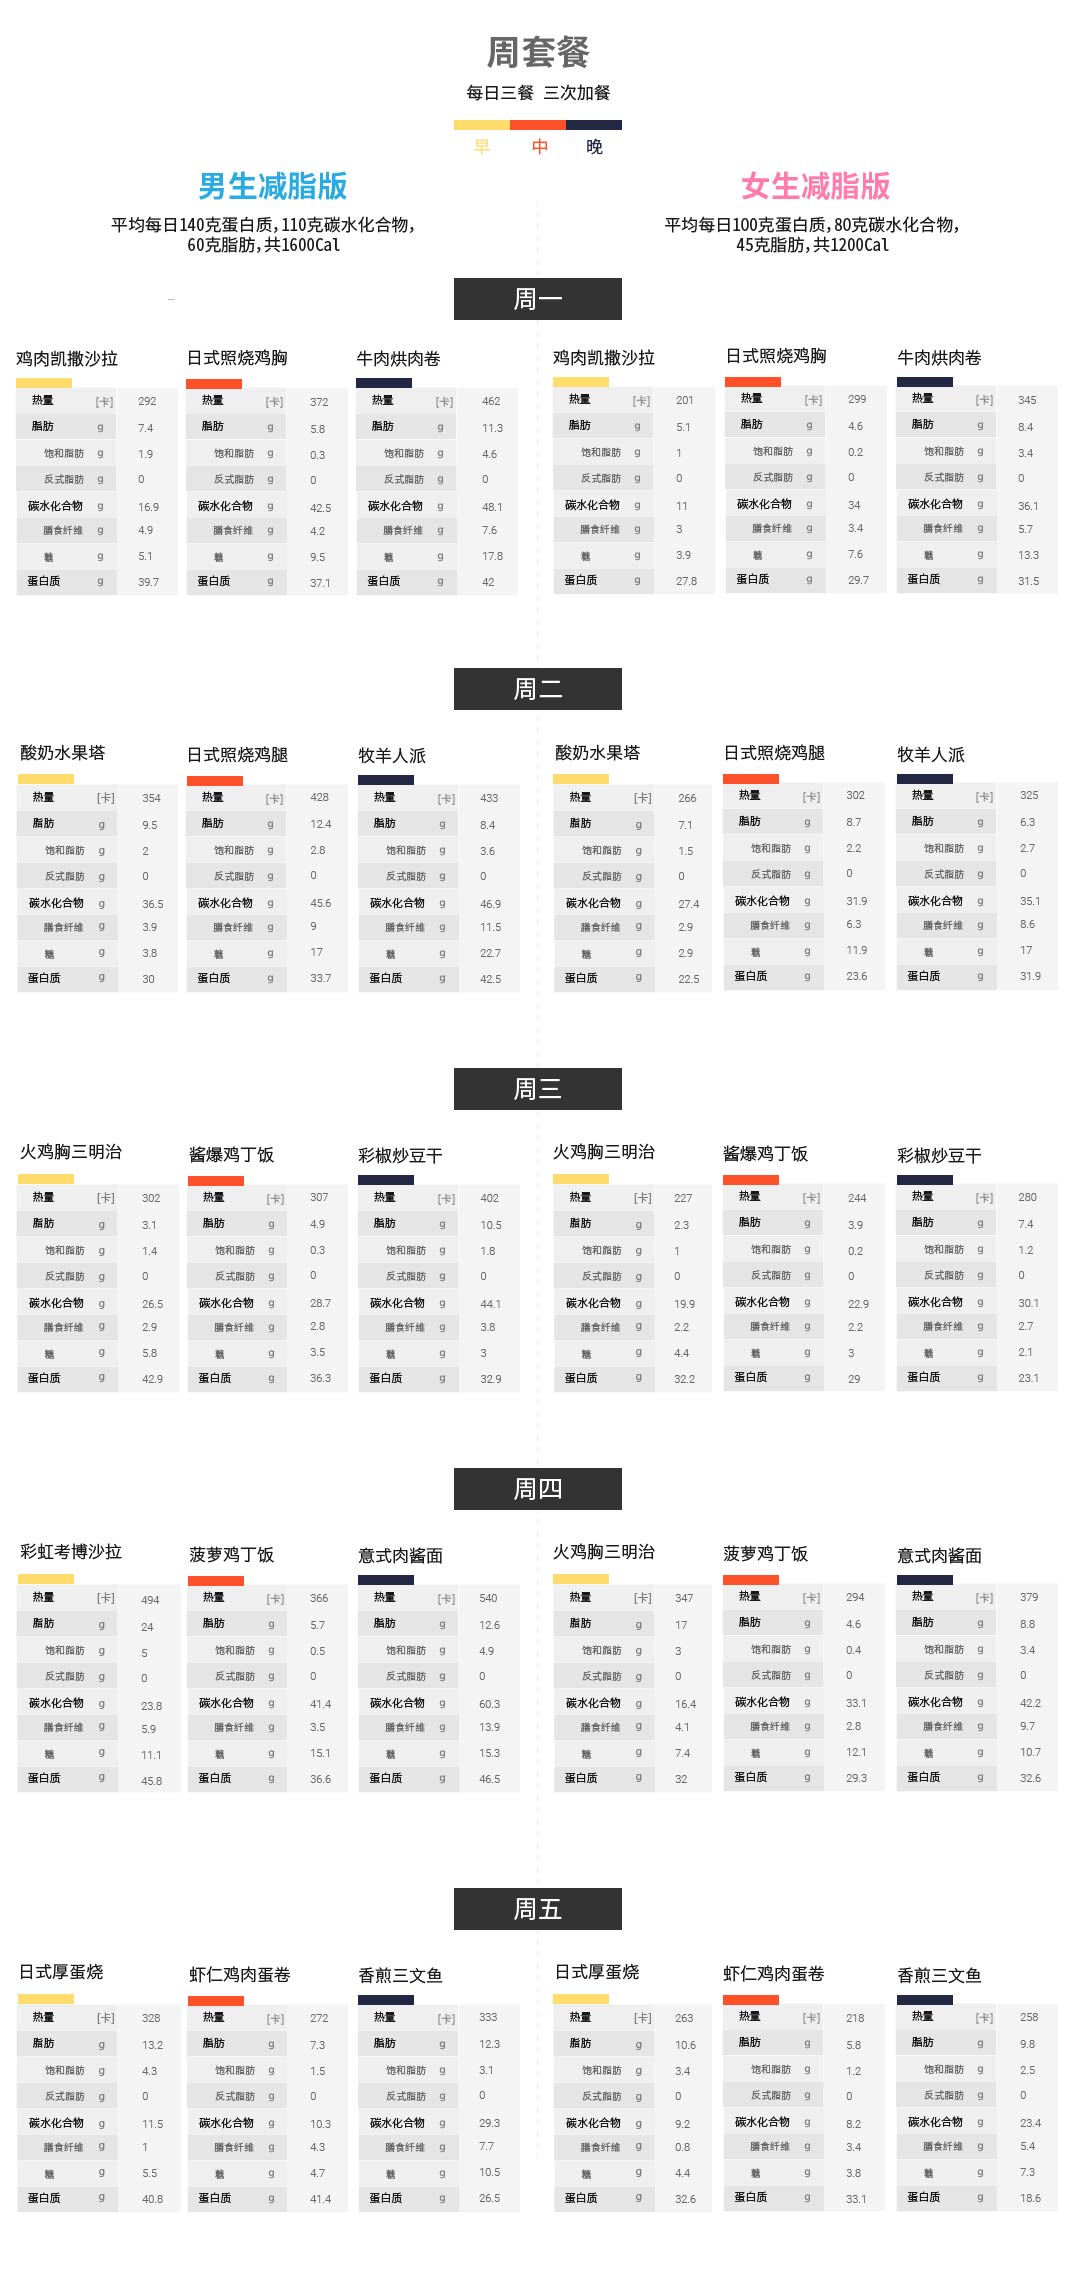 周套餐
每日三餐 三次加餐
早 中 晚
男生减脂版 女生减脂版
平均每日140克蛋白质,110克碳水化合物, 平均每日100克蛋白质,80克碳水化合物,
60克脂肪,共1600Cal 45克脂肪,共1200Cal
周一
鸡肉凯撒沙拉 日式照烧鸡胸 牛肉烘肉卷 鸡肉凯撒沙拉 日式照烧鸡胸 牛肉烘肉卷
热量 [卡] 292 热量 [卡] 372 热量 [卡] 462 热量 [卡] 201 热量 [卡] 299 热量 [卡] 345
脂肪 g 7.4 脂肪 g 5.8 脂肪 g 11.3 脂肪 g 5.1 脂肪 g 4.6 脂肪 g 8.4
饱和脂肪 g 1.9 饱和脂肪 g 0.3 饱和脂肪 g 4.6 饱和脂肪 g 1 饱和脂肪 g 0.2 饱和脂肪 g 3.4
反式脂肪 g 0 反式脂肪 g 0 反式脂肪 g 0 反式脂肪 g 0 反式脂肪 g 0 反式脂肪 g 0
碳水化合物 g 16.9 碳水化合物 g 42.5 碳水化合物 g 48.1 碳水化合物 g 11 碳水化合物 g 34 碳水化合物 g 36.1
膳食纤维 g 4.9 膳食纤维 g 4.2 膳食纤维 g 7.6 膳食纤维 g 3 膳食纤维 g 3.4 膳食纤维 g 5.7
糖 g 5.1 糖 g 9.5 糖 g 17.8 糖 g 3.9 糖 g 7.6 糖 g 13.3
蛋白质 g 39.7 蛋白质 g 37.1 蛋白质 g 42 蛋白质 g 27.8 蛋白质 g 29.7 蛋白质 g 31.5
周二
酸奶水果塔 日式照烧鸡腿 牧羊人派 酸奶水果塔 日式照烧鸡腿 牧羊人派
热量 [卡] 354 热量 [卡] 428 热量 [卡] 433 热量 [卡] 266 热量 [卡] 302 热量 [卡] 325
脂肪 g 9.5 脂肪 g 12.4 脂肪 g 8.4 脂肪 g 7.1 脂肪 g 8.7 脂肪 g 6.3
饱和脂肪 g 2 饱和脂肪 g 2.8 饱和脂肪 g 3.6 饱和脂肪 g 1.5 饱和脂肪 g 2.2 饱和脂肪 g 2.7
反式脂肪 g 0 反式脂肪 g 0 反式脂肪 g 0 反式脂肪 g 0 反式脂肪 g 0 反式脂肪 g 0
碳水化合物 g 36.5 碳水化合物 g 45.6 碳水化合物 g 46.9 碳水化合物 g 27.4 碳水化合物 g 31.9 碳水化合物 g 35.1
膳食纤维 g 3.9 膳食纤维 g 9 膳食纤维 g 11.5 膳食纤维 g 2.9 膳食纤维 g 6.3 膳食纤维 g 8.6
糖 g 3.8 糖 g 17 糖 g 22.7 糖 g 2.9 糖 g 11.9 糖 g 17
蛋白质 g 30 蛋白质 g 33.7 蛋白质 g 42.5 蛋白质 g 22.5 蛋白质 g 23.6 蛋白质 g 31.9
周三
火鸡胸三明治 酱爆鸡丁饭 彩椒炒豆干 火鸡胸三明治 酱爆鸡丁饭 彩椒炒豆干
热量 [卡] 302 热量 [卡] 307 热量 [卡] 402 热量 [卡] 227 热量 [卡] 244 热量 [卡] 280
脂肪 g 3.1 脂肪 g 4.9 脂肪 g 10.5 脂肪 g 2.3 脂肪 g 3.9 脂肪 g 7.4
饱和脂肪 g 1.4 饱和脂肪 g 0.3 饱和脂肪 g 1.8 饱和脂肪 g 1 饱和脂肪 g 0.2 饱和脂肪 g 1.2
反式脂肪 g 0 反式脂肪 g 0 反式脂肪 g 0 反式脂肪 g 0 反式脂肪 g 0 反式脂肪 g 0
碳水化合物 g 26.5 碳水化合物 g 28.7 碳水化合物 g 44.1 碳水化合物 g 19.9 碳水化合物 g 22.9 碳水化合物 g 30.1
膳食纤维 g 2.9 膳食纤维 g 2.8 膳食纤维 g 3.8 膳食纤维 g 2.2 膳食纤维 g 2.2 膳食纤维 g 2.7
糖 g 5.8 糖 g 3.5 糖 g 3 糖 g 4.4 糖 g 3 糖 g 2.1
蛋白质 g 42.9 蛋白质 g 36.3 蛋白质 g 32.9 蛋白质 g 32.2 蛋白质 g 29 蛋白质 g 23.1
周四
彩虹考博沙拉 菠萝鸡丁饭 意式肉酱面 火鸡胸三明治 菠萝鸡丁饭 意式肉酱面
热量 [卡] 494 热量 [卡] 366 热量 [卡] 540 热量 [卡] 347 热量 [卡] 294 热量 [卡] 379
脂肪 g 24 脂肪 g 5.7 脂肪 g 12.6 脂肪 g 17 脂肪 g 4.6 脂肪 g 8.8
饱和脂肪 g 5 饱和脂肪 g 0.5 饱和脂肪 g 4.9 饱和脂肪 g 3 饱和脂肪 g 0.4 饱和脂肪 g 3.4
反式脂肪 g 0 反式脂肪 g 0 反式脂肪 g 0 反式脂肪 g 0 反式脂肪 g 0 反式脂肪 g 0
碳水化合物 g 23.8 碳水化合物 g 41.4 碳水化合物 g 60.3 碳水化合物 g 16.4 碳水化合物 g 33.1 碳水化合物 g 42.2
膳食纤维 g 5.9 膳食纤维 g 3.5 膳食纤维 g 13.9 膳食纤维 g 4.1 膳食纤维 g 2.8 膳食纤维 g 9.7
糖 g 11.1 糖 g 15.1 糖 g 15.3 糖 g 7.4 糖 g 12.1 糖 g 10.7
蛋白质 g 45.8 蛋白质 g 36.6 蛋白质 g 46.5 蛋白质 g 32 蛋白质 g 29.3 蛋白质 g 32.6
周五
日式厚蛋烧 虾仁鸡肉蛋卷 香煎三文鱼 日式厚蛋烧 虾仁鸡肉蛋卷 香煎三文鱼
热量 [卡] 328 热量 [卡] 272 热量 [卡] 333 热量 [卡] 263 热量 [卡] 218 热量 [卡] 258
脂肪 g 13.2 脂肪 g 7.3 脂肪 g 12.3 脂肪 g 10.6 脂肪 g 5.8 脂肪 g 9.8
饱和脂肪 g 4.3 饱和脂肪 g 1.5 饱和脂肪 g 3.1 饱和脂肪 g 3.4 饱和脂肪 g 1.2 饱和脂肪 g 2.5
反式脂肪 g 0 反式脂肪 g 0 反式脂肪 g 0 反式脂肪 g 0 反式脂肪 g 0 反式脂肪 g 0
碳水化合物 g 11.5 碳水化合物 g 10.3 碳水化合物 g 29.3 碳水化合物 g 9.2 碳水化合物 g 8.2 碳水化合物 g 23.4
膳食纤维 g 1 膳食纤维 g 4.3 膳食纤维 g 7.7 膳食纤维 g 0.8 膳食纤维 g 3.4 膳食纤维 g 5.4
糖 g 5.5 糖 g 4.7 糖 g 10.5 糖 g 4.4 糖 g 3.8 糖 g 7.3
蛋白质 g 40.8 蛋白质 g 41.4 蛋白质 g 26.5 蛋白质 g 32.6 蛋白质 g 33.1 蛋白质 g 18.6